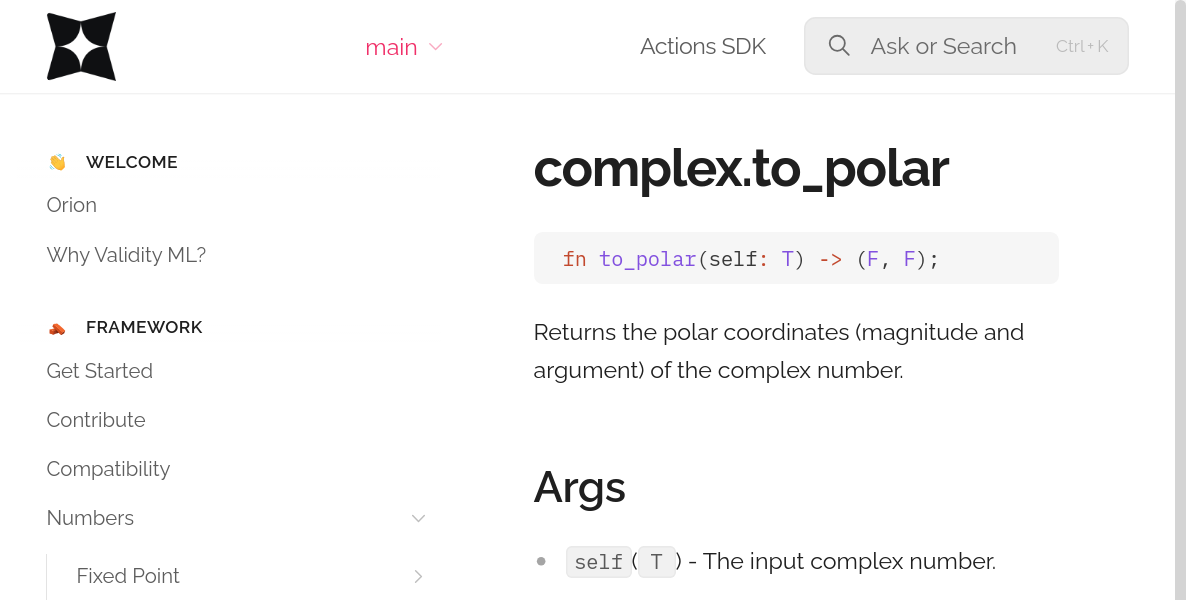 main
Actions SDK
Ask or Search
Ctrl + K
WELCOME
Orion
Why Validity ML?
FRAMEWORK
Get Started
Contribute
Compatibility
Numbers
Fixed Point
complex.to_polar
fn to_polar(self: T) -> (F, F);
Returns the polar coordinates (magnitude and
argument) of the complex number.
Args
self(T) - The input complex number.